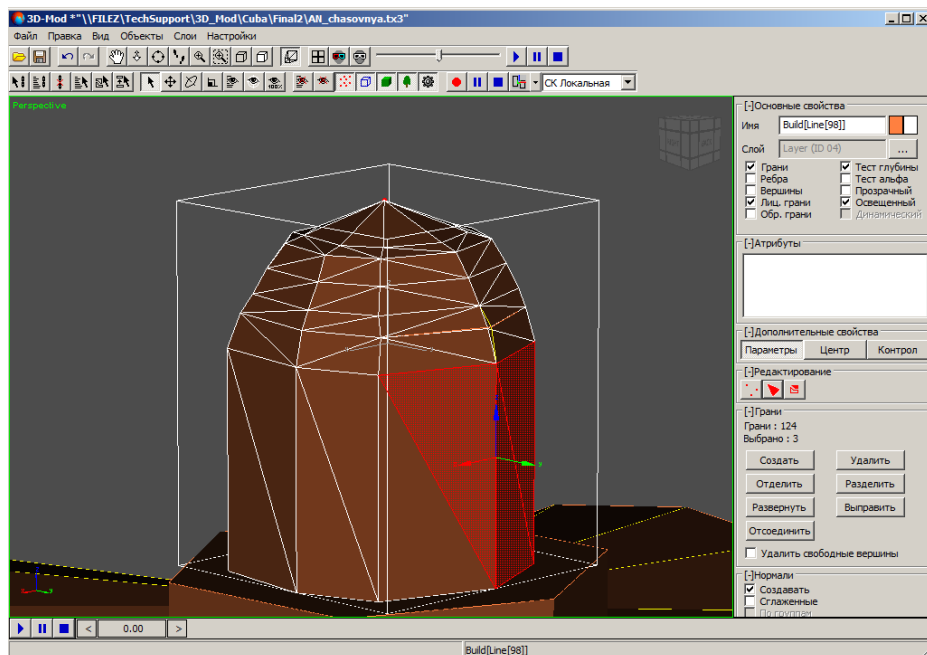 3D-Mod *"\\FILEZ\TechSupport\3D_Mod\Cuba\Final2\AN_chasovnya.tx3"
Файл Правка Вид Объекты Слои Настройки
100%
СК Локальная
Perspective
[-]Основные свойства
Имя Build[Line[98]]
Слой Layer (ID 04) ...
Грани Тест глубины
Ребра Тест альфа
Вершины Прозрачный
Лиц. грани Освещенный
Обр. грани Динамический
[-]Атрибуты
[-]Дополнительные свойства
Параметры Центр Контрол
[-]Редактирование
[-]Грани
Грани : 124
Выбрано : 3
Создать Удалить
Отделить Разделить
Развернуть Выправить
Отсоединить
Удалить свободные вершины
[-]Нормали
Создавать
Сглаженные
По группам
< 0.00 >
Build[Line[98]]